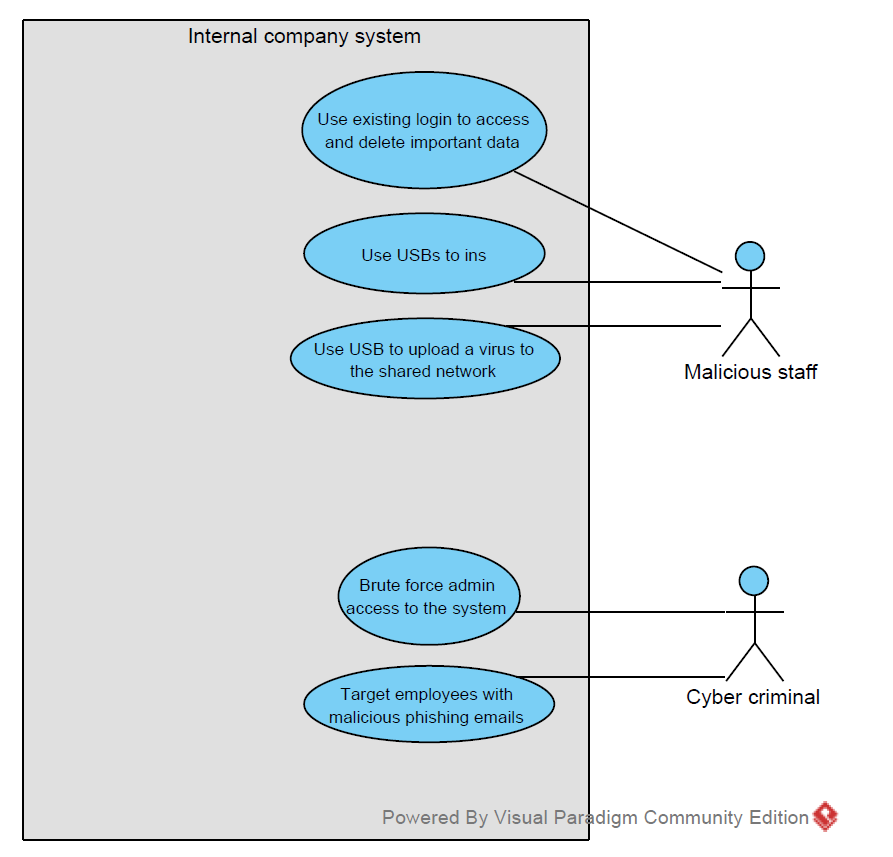 Internal company system
Use existing login to access
and delete important data
Use USBs to ins
Use USB to upload a virus to
the shared network
Malicious staff
Brute force admin
access to the system
Target employees with
malicious phishing emails
Cyber criminal
Powered By Visual Paradigm Community Edition